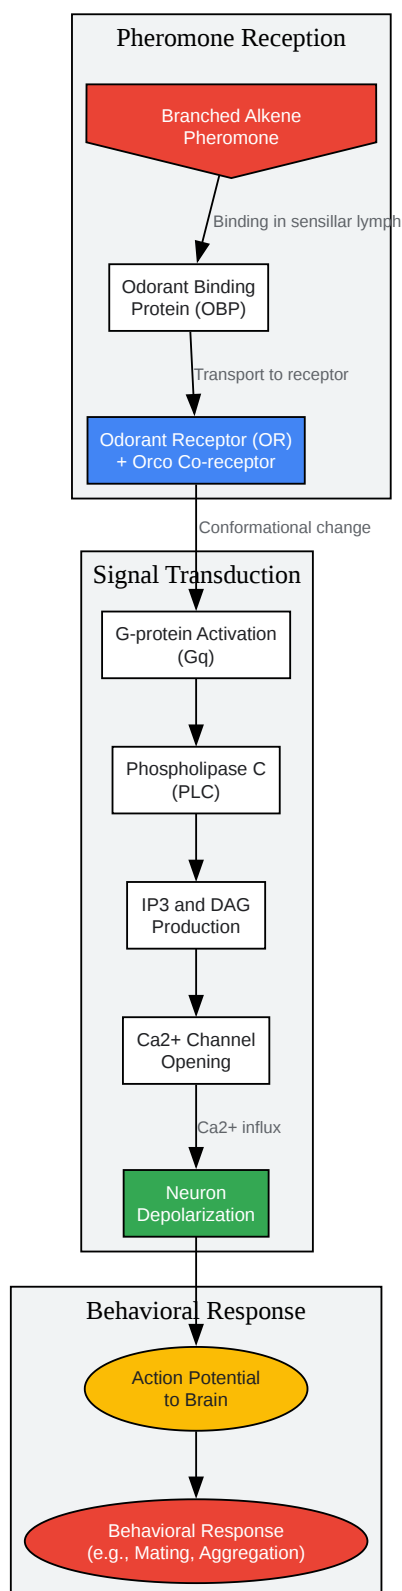 Pheromone Reception
Branched Alkene
Pheromone
Binding in sensillar lymph
Odorant Binding
Protein (OBP)
Transport to receptor
Odorant Receptor (OR)
+ Orco Co-receptor
Conformational change
Signal Transduction
G-protein Activation
(Gq)
Phospholipase C
(PLC)
IP3 and DAG
Production
Ca2+ Channel
Opening
Ca2+ influx
Neuron
Depolarization
Behavioral Response
Action Potential
to Brain
Behavioral Response
(e.g., Mating, Aggregation)